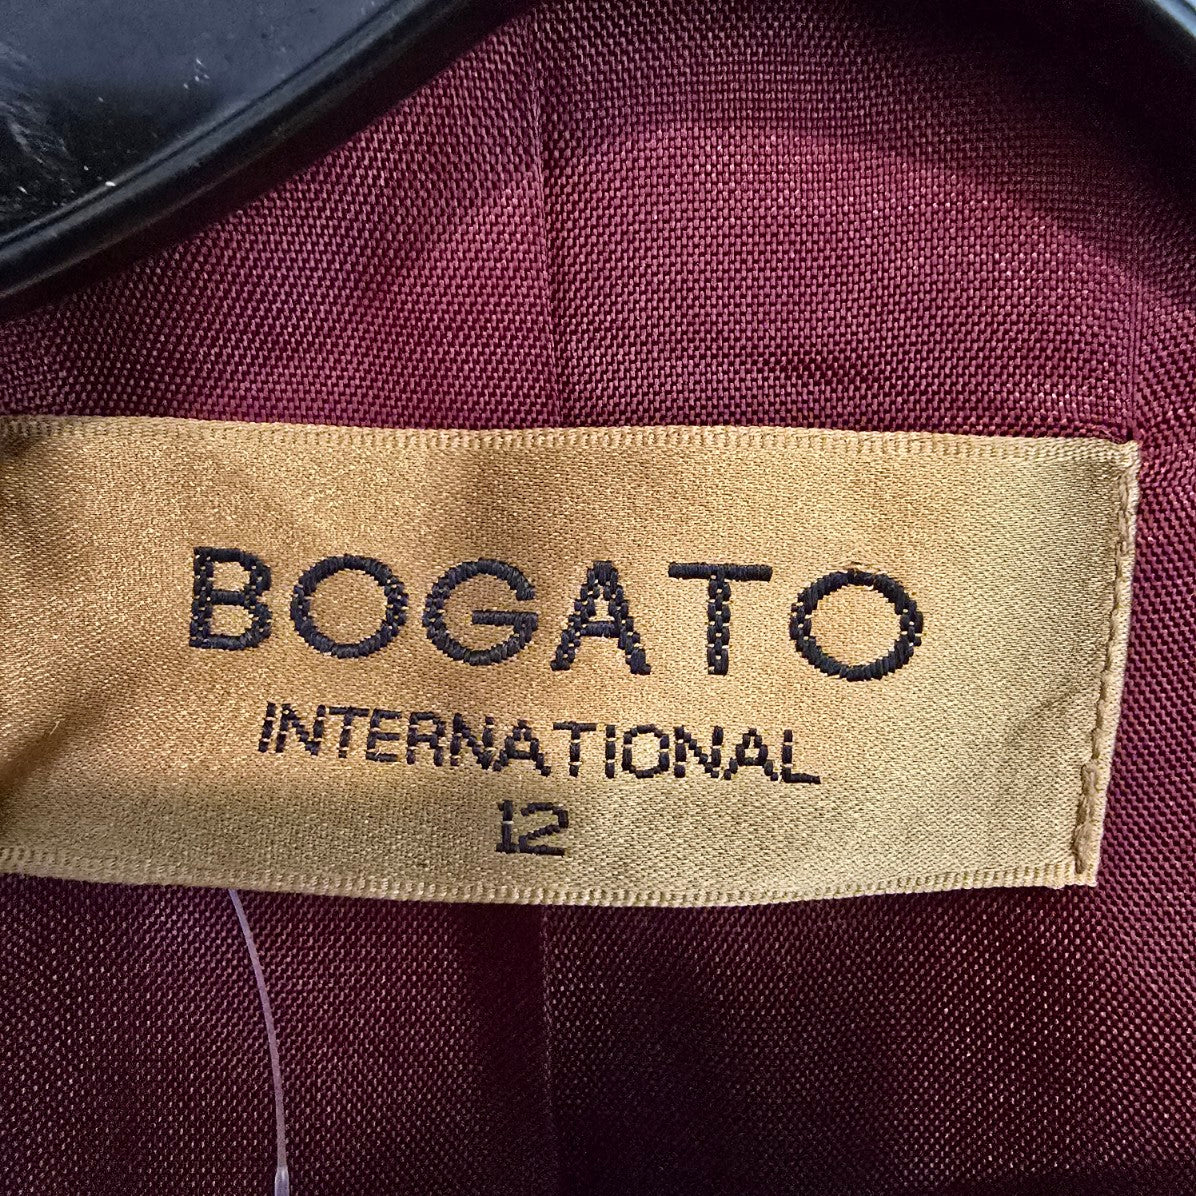 BOGATO
INTERNATIONAL
12